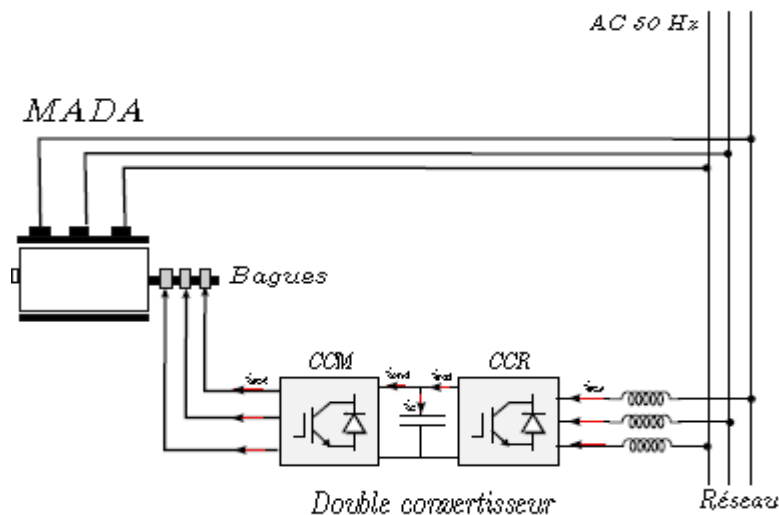 AC 50 Hz
MADA
Bagues
CCM
CCR
Double convertisseur
Réseau